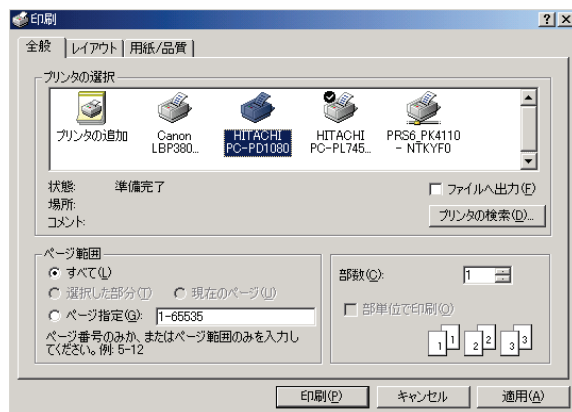 印刷
全般 レイアウト 用紙/品質
プリンタの選択
プリンタの追加
Canon
LBP380...
HITACHI
PC-PD1080
HITACHI
PC-PL745...
PRS6_PK4110
- NTKYF0
状態: 準備完了
場所:
コメント:
ファイルへ出力(F)
プリンタの検索(D)...
ページ範囲
すべて(L)
選択した部分(T) 現在のページ(U)
ページ指定(G): 1-65535
ページ番号のみか、またはページ範囲のみを入力し
てください。例: 5-12
部数(C): 1
部単位で印刷(O)
1 1 2 2 3 3
印刷(P) キャンセル 適用(A)